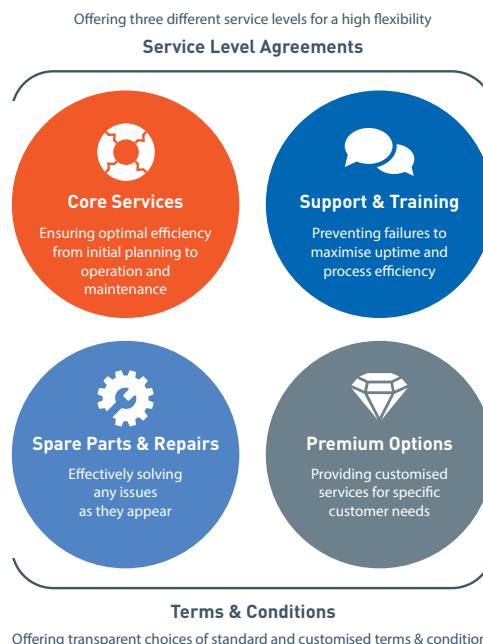 Offering three different service levels for a high flexibility
Service Level Agreements
Core Services
Ensuring optimal efficiency
from initial planning to
operation and
maintenance
Support & Training
Preventing failures to
maximise uptime and
process efficiency
Spare Parts & Repairs
Effectively solving
any issues
as they appear
Premium Options
Providing customised
services for specific
customer needs
Terms & Conditions
Offering transparent choices of standard and customised terms &